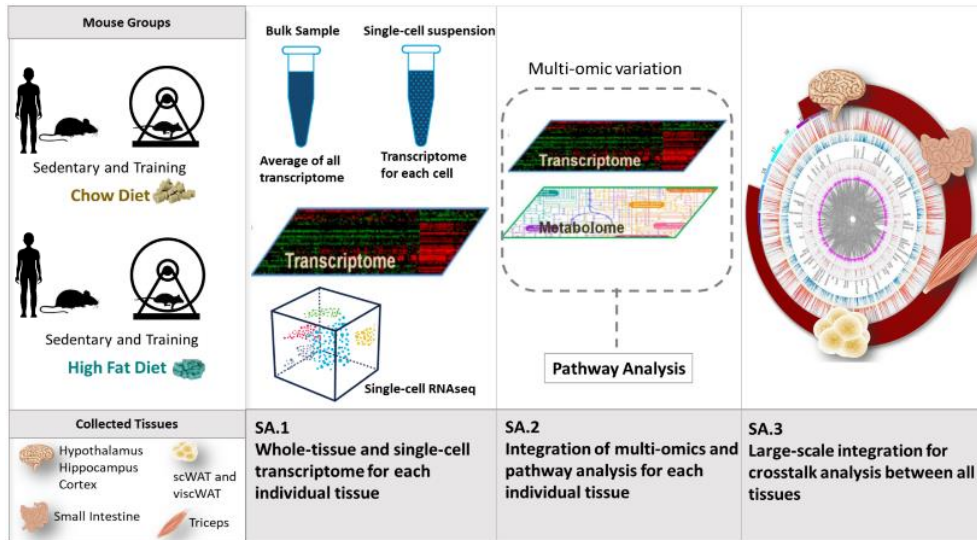 Mouse Groups
Sedentary and Training
Chow Diet
Sedentary and Training
High Fat Diet
Collected Tissues
Hypothalamus
Hippocampus
Cortex
scWAT and
viscWAT
Small Intestine
Triceps
Bulk Sample
Single-cell suspension
Average of all
transcriptome
Transcriptome
for each cell
Transcriptome
Single-cell RNAseq
SA.1
Whole-tissue and single-cell
transcriptome for each
individual tissue
Multi-omic variation
Transcriptome
Metabolome
Pathway Analysis
SA.2
Integration of multi-omics and
pathway analysis for each
individual tissue
SA.3
Large-scale integration for
crosstalk analysis between all
tissues